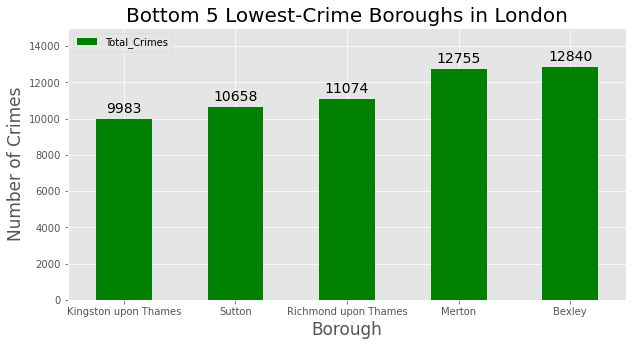 Bottom 5 Lowest-Crime Boroughs in London
Total_Crimes
Number of Crimes
14000
12000
10000
8000
6000
4000
2000
0
9983
10658
11074
12755
12840
Kingston upon Thames
Sutton
Richmond upon Thames
Merton
Bexley
Borough